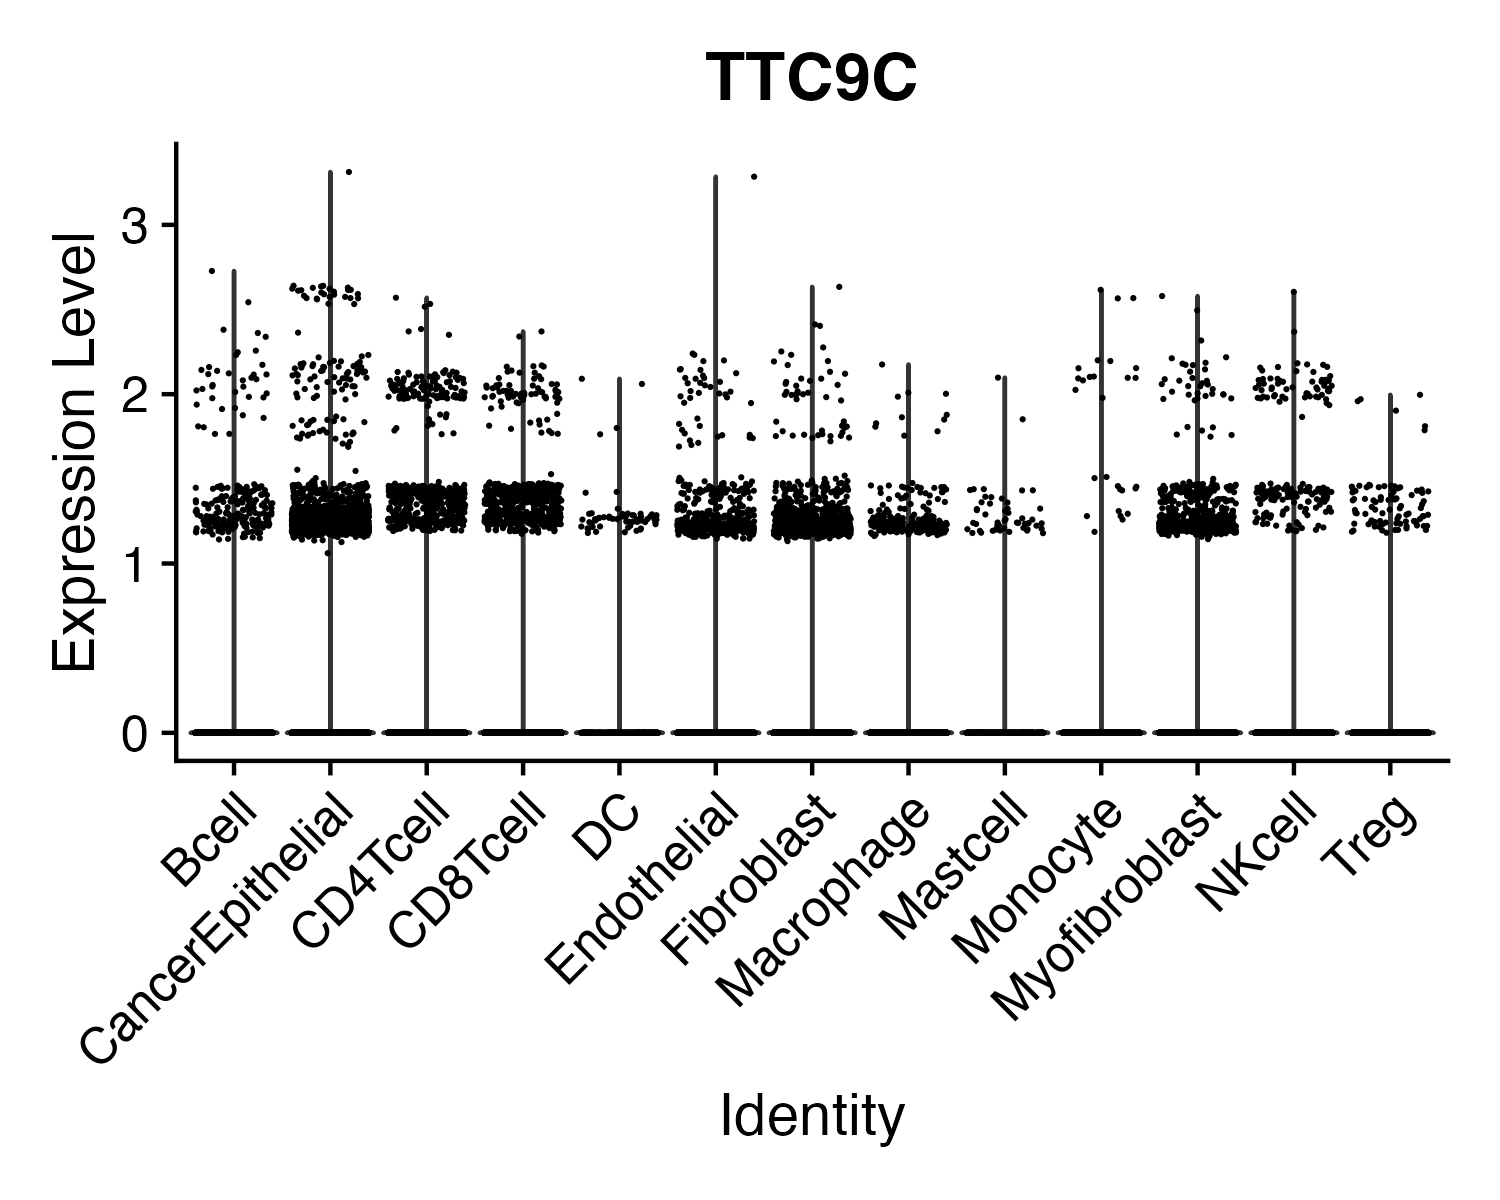 TTC9C
Expression Level
3
2
1
0
Bcell
CancerEpithelial
CD4Tcell
CD8Tcell
DC
Endothelial
Fibroblast
Macrophage
Mastcell
Monocyte
Myofibroblast
NKcell
Treg
Identity